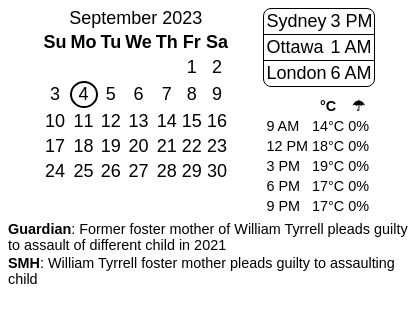 September 2023
Su Mo Tu We Th Fr Sa
1 2
3 4 5 6 7 8 9
10 11 12 13 14 15 16
17 18 19 20 21 22 23
24 25 26 27 28 29 30
Sydney 3 PM
Ottawa 1 AM
London 6 AM
°C ☂
9 AM 14°C 0%
12 PM 18°C 0%
3 PM 19°C 0%
6 PM 17°C 0%
9 PM 17°C 0%
Guardian: Former foster mother of William Tyrrell pleads guilty
to assault of different child in 2021
SMH: William Tyrrell foster mother pleads guilty to assaulting
child